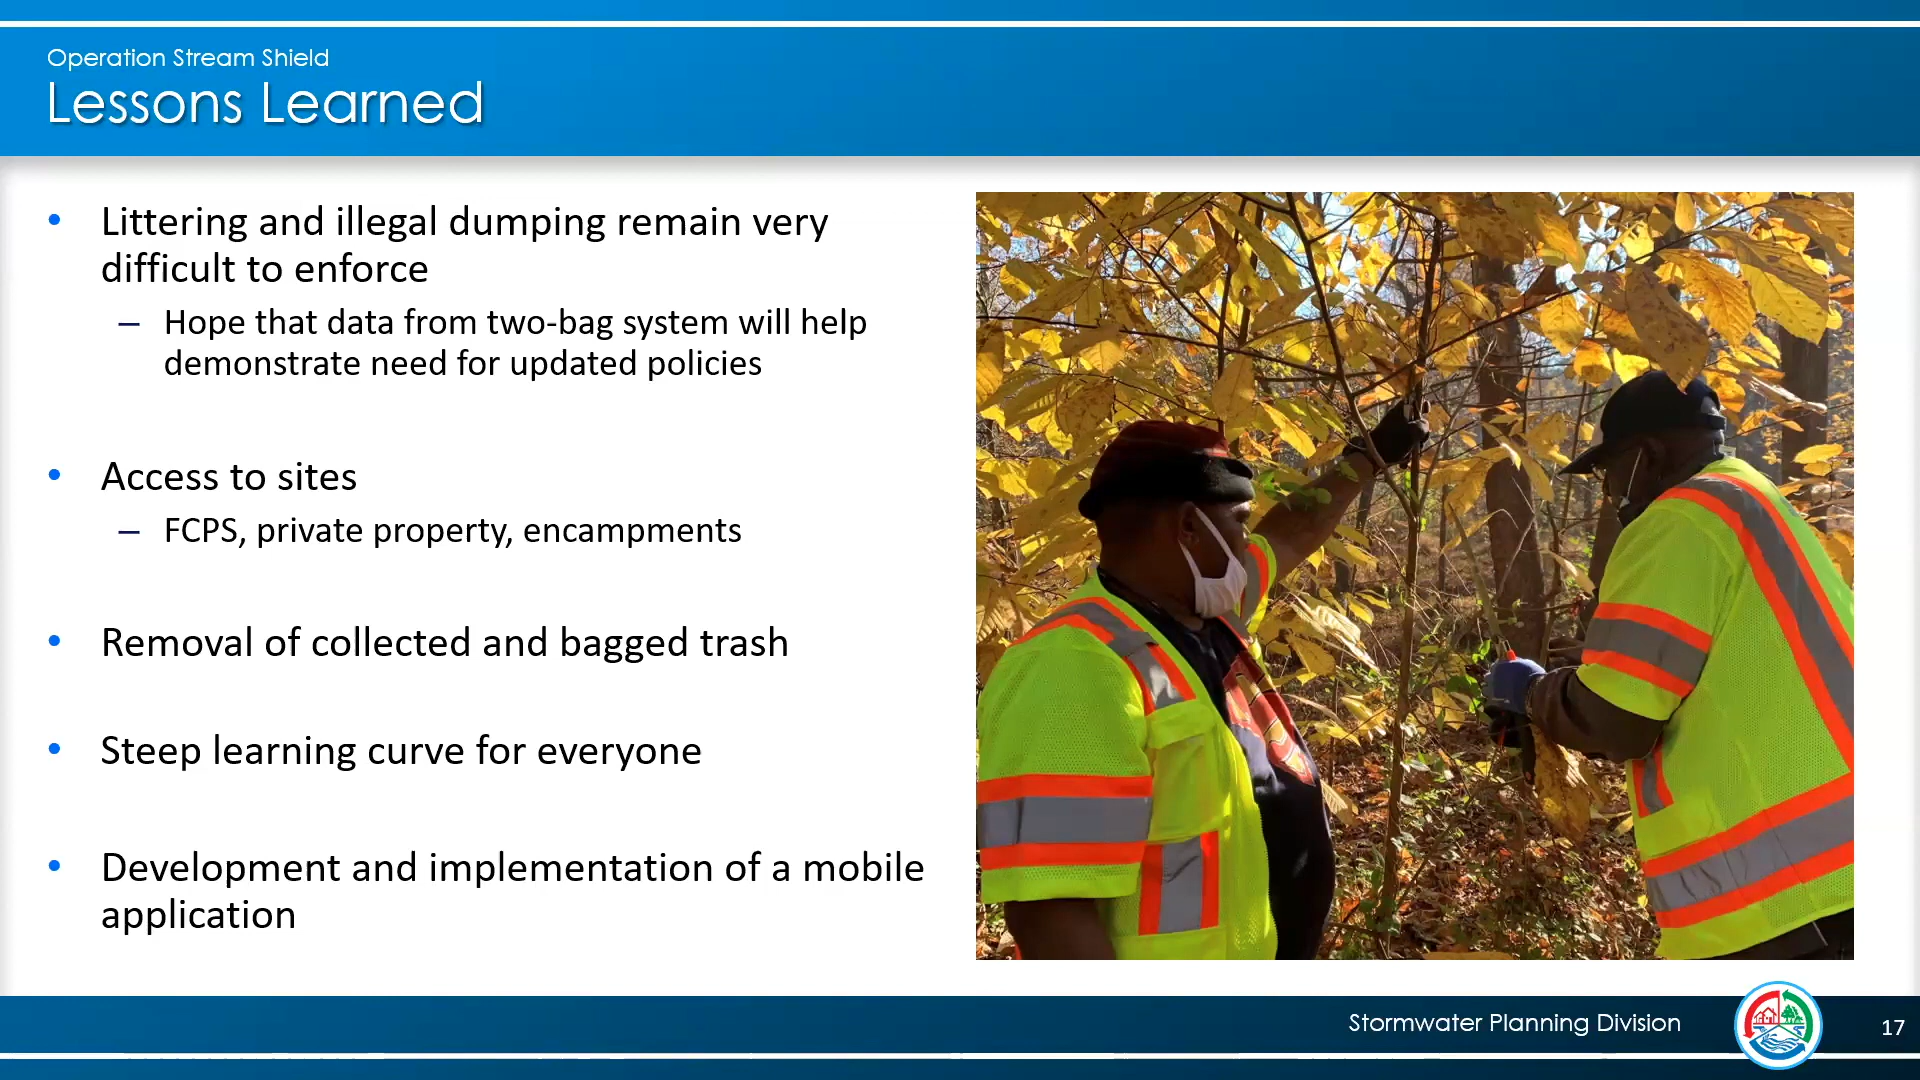 Operation Stream Shield
Lessons Learned
• Littering and illegal dumping remain very
difficult to enforce
– Hope that data from two-bag system will help
demonstrate need for updated policies
• Access to sites
– FCPS, private property, encampments
• Removal of collected and bagged trash
• Steep learning curve for everyone
• Development and implementation of a mobile
application
Stormwater Planning Division
17